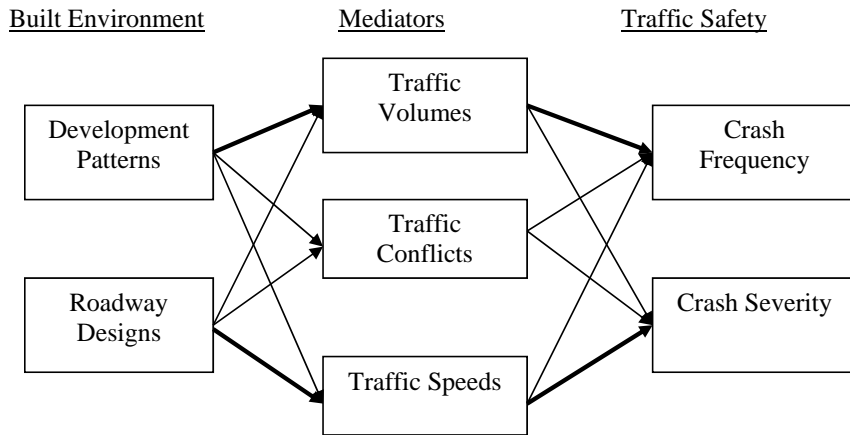 Built Environment
Mediators
Traffic Safety
Development
Patterns
Roadway
Designs
Traffic
Volumes
Traffic
Conflicts
Traffic Speeds
Crash
Frequency
Crash Severity